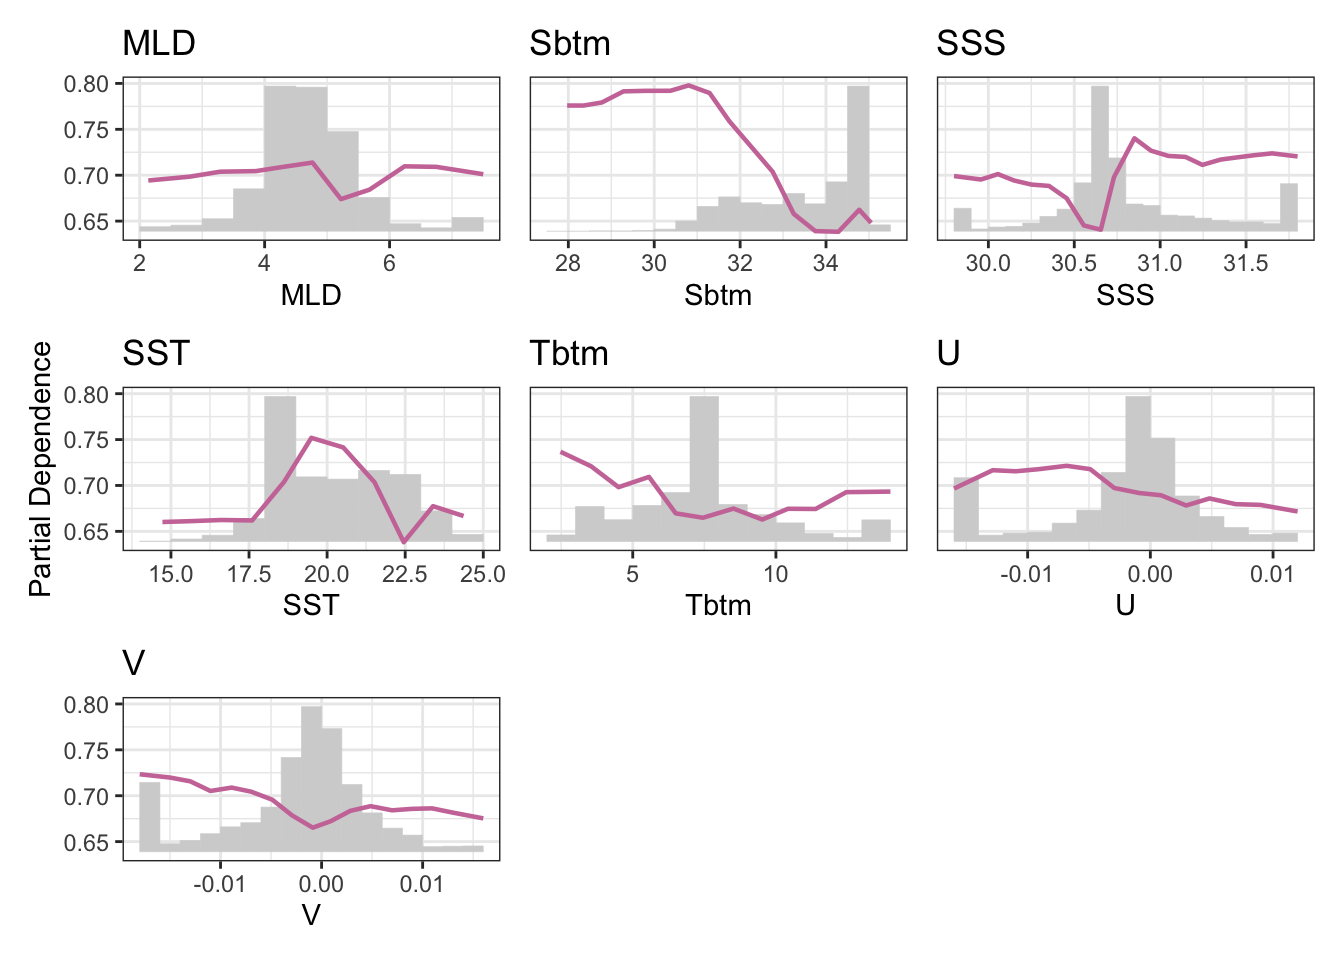 MLD
Sbtm
SSS
0.80
0.75
0.70
0.65
2 4 6
28 30 32 34
30.0 30.5 31.0 31.5
MLD
Sbtm
SSS
Partial Dependence
SST
Tbtm
U
0.80
0.75
0.70
0.65
15.0 17.5 20.0 22.5 25.0
5 10
-0.01 0.00 0.01
SST
Tbtm
U
V
0.80
0.75
0.70
0.65
-0.01 0.00 0.01
V